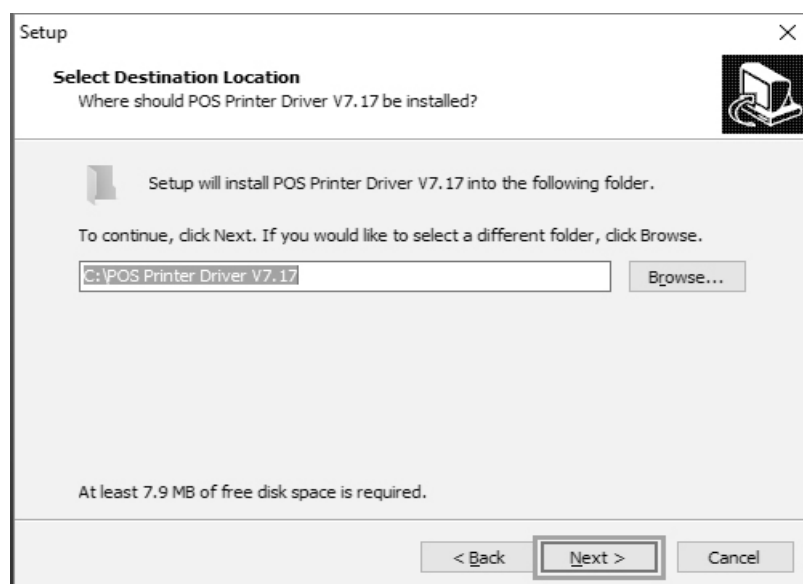 Setup
Select Destination Location
Where should POS Printer Driver V7.17 be installed?
Setup will install POS Printer Driver V7.17 into the following folder.
To continue, click Next. If you would like to select a different folder, click Browse.
C:\POS Printer Driver V7.17
Browse...
At least 7.9 MB of free disk space is required.
< Back
Next >
Cancel